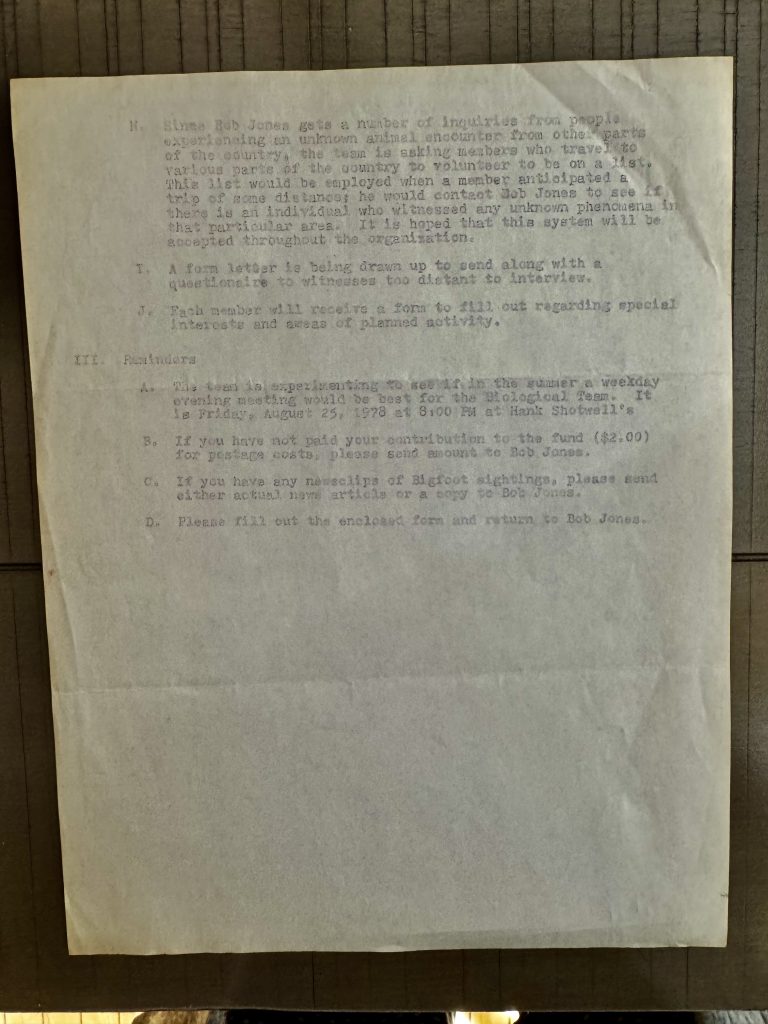 H. Since Bob Jones gets a number of inquiries from people
experiencing an unknown animal encounter from other parts
of the country, the team is asking members who travel to
various parts of the country to volunteer to be on a list.
This list would be employed when a member anticipated a
trip of some distance; he would contact Bob Jones to see if
there is an individual who witnessed any unknown phenomena in
that particular area. It is hoped that this system will be
accepted throughout the organization.
I. A form letter is being drawn up to send along with a
questionaire to witnesses too distant to interview.
J. Each member will receive a form to fill out regarding special
interests and areas of planned activity.
III. Reminders
A. The team is experimenting to see if in the summer a weekday
evening meeting would be best for the Biological Team. It
is Friday, August 25, 1978 at 8:00 PM at Hank Shotwell's
B. If you have not paid your contribution to the fund ($2.00)
for postage costs, please send amount to Bob Jones.
C. If you have any newsclips of Bigfoot sightings, please send
either actual news article or a copy to Bob Jones.
D. Please fill out the enclosed form and return to Bob Jones.